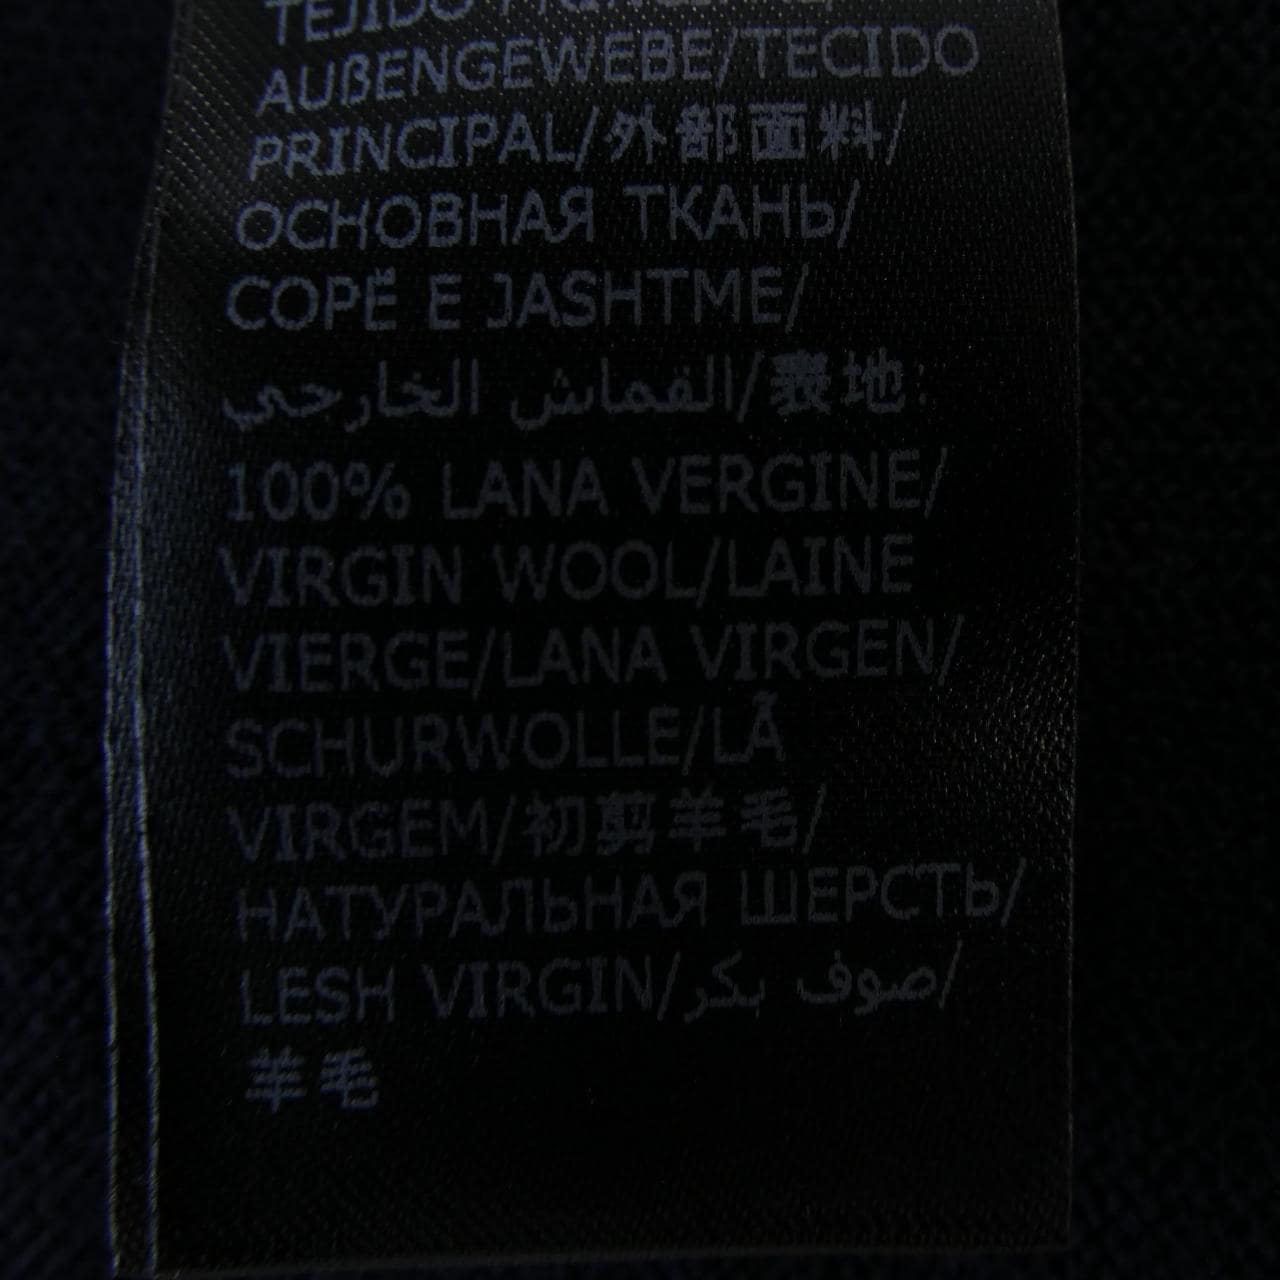 TEJIDO PRINCIPAL/
AUßENGEWEBE/TECIDO
PRINCIPAL/外部面料/
ОСНОВНАЯ ТКАНЬ/
COPË E JASHTME/
القماش الخارجي/表地:
100% LANA VERGINE/
VIRGIN WOOL/LAINE
VIERGE/LANA VIRGEN/
SCHURWOLLE/LÃ
VIRGEM/初剪羊毛/
НАТУРАЛЬНАЯ ШЕРСТЬ/
LESH VIRGIN/صوف بكر/
羊毛